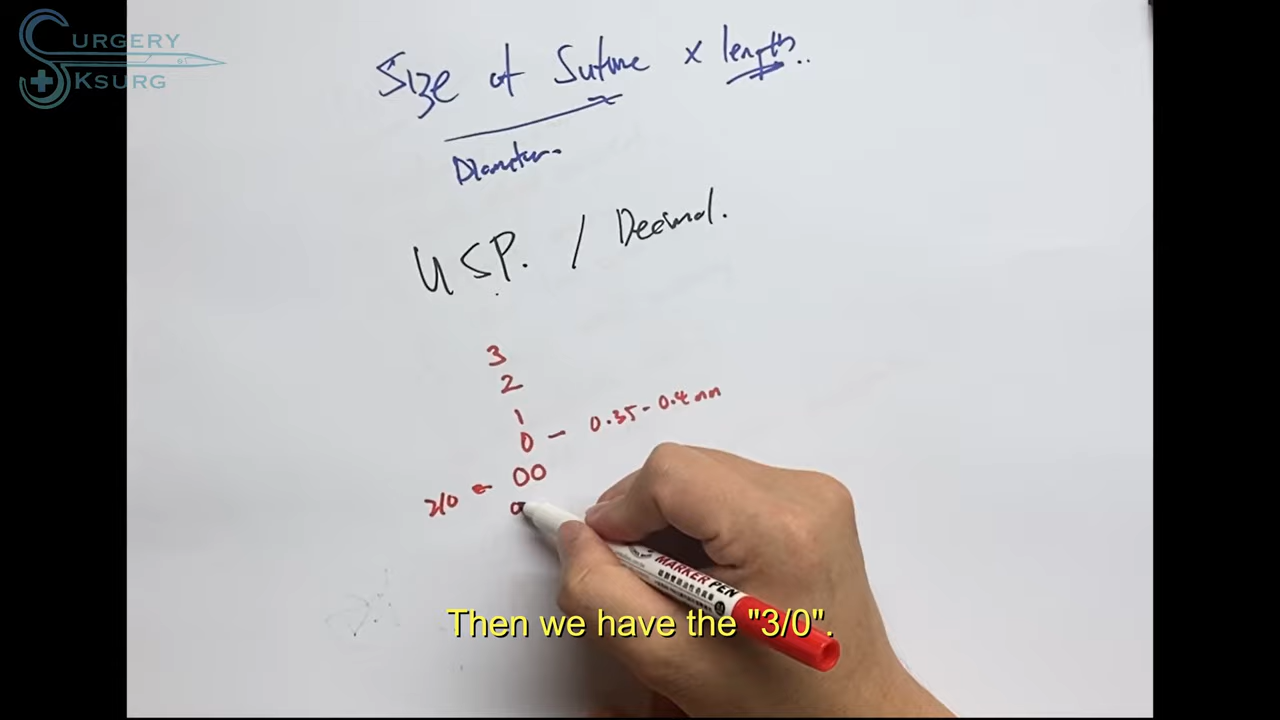 SURGERY
SKSURG
Size of Suture x length..
Diameter.
USP. / Decimal.
3
2
1
0 - 0.35 - 0.4 mm
2/0 = 00
MARKER PEN
Then we have the "3/0".